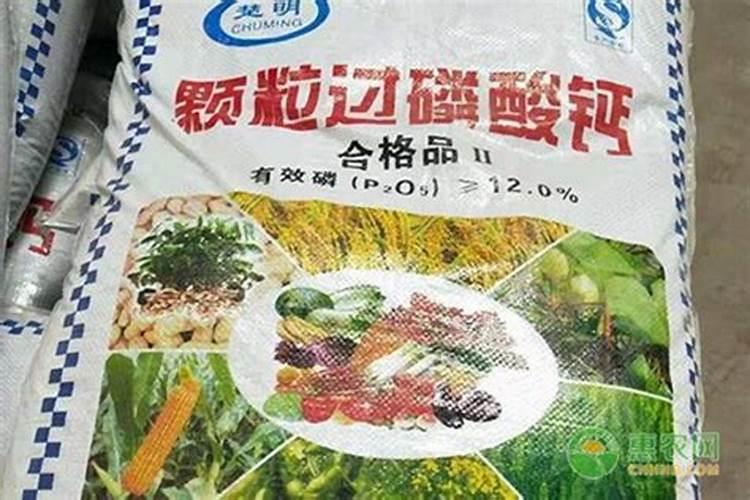 楚明
CHUMING
颗粒过磷酸钙
合格品 II
有效磷(P₂O₅)≥12.0%
钙
惠农网
CNHNB.COM